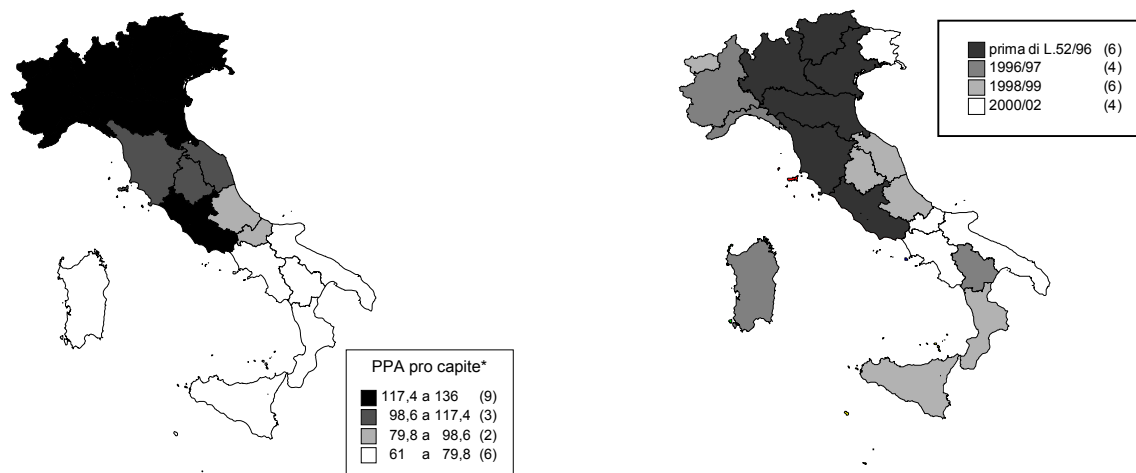 prima di L.52/96 (6)
1996/97 (4)
1998/99 (6)
2000/02 (4)
PPA pro capite*
117,4 a 136 (9)
98,6 a 117,4 (3)
79,8 a 98,6 (2)
61 a 79,8 (6)